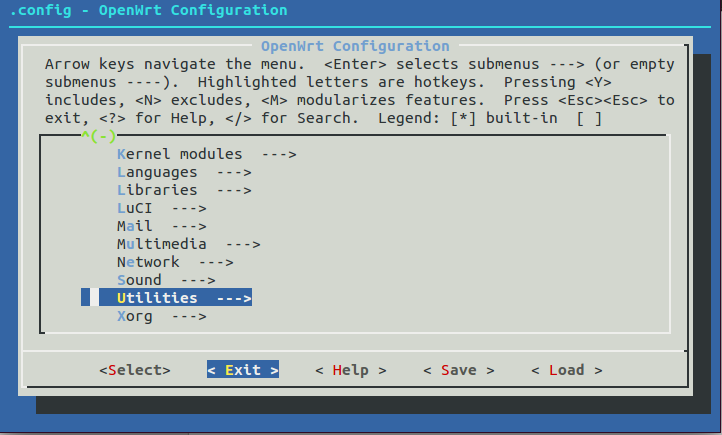 .config - OpenWrt Configuration
OpenWrt Configuration
Arrow keys navigate the menu.  <Enter> selects submenus ---> (or empty
submenus ----).  Highlighted letters are hotkeys.  Pressing <Y>
includes, <N> excludes, <M> modularizes features.  Press <Esc><Esc> to
exit, <?> for Help, </> for Search.  Legend: [*] built-in  [ ]
^(-)
Kernel modules  --->
Languages  --->
Libraries  --->
LuCI  --->
Mail  --->
Multimedia  --->
Network  --->
Sound  --->
Utilities  --->
Xorg  --->
<Select>    < Exit >    < Help >    < Save >    < Load >